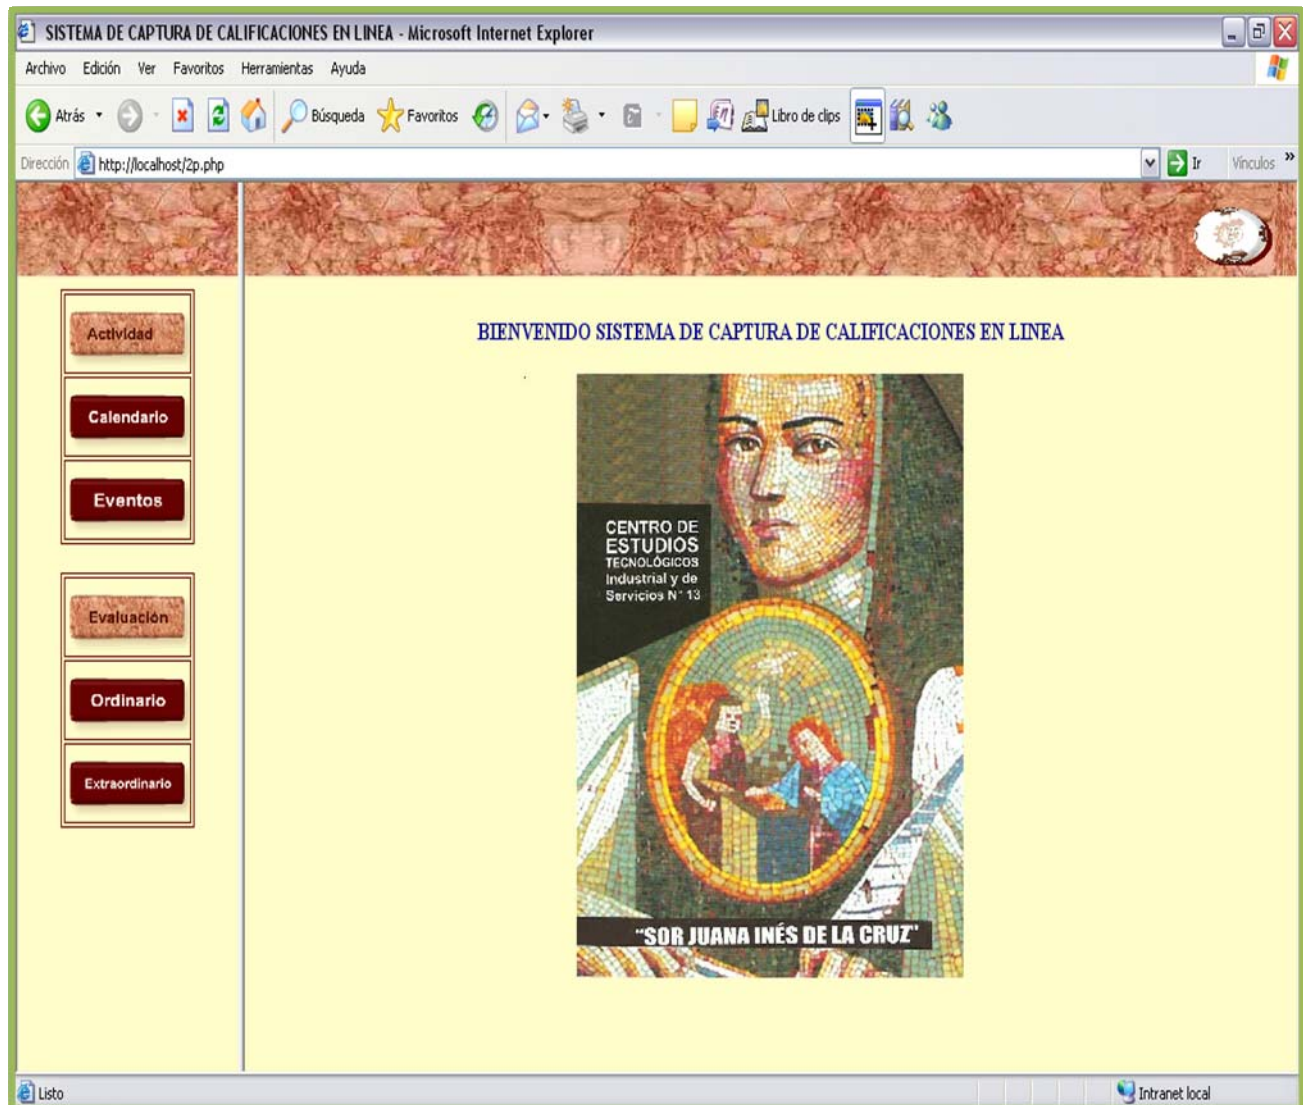 SISTEMA DE CAPTURA DE CALIFICACIONES EN LINEA - Microsoft Internet Explorer
Archivo Edición Ver Favoritos Herramientas Ayuda
Atrás Búsqueda Favoritos Libro de clips
Dirección http://localhost/2p.php Ir Vínculos »
Actividad
Calendario
Eventos
Evaluación
Ordinario
Extraordinario
BIENVENIDO SISTEMA DE CAPTURA DE CALIFICACIONES EN LINEA
CENTRO DE
ESTUDIOS
TECNOLÓGICOS
Industrial y de
Servicios N° 13
"SOR JUANA INÉS DE LA CRUZ"
Listo Intranet local